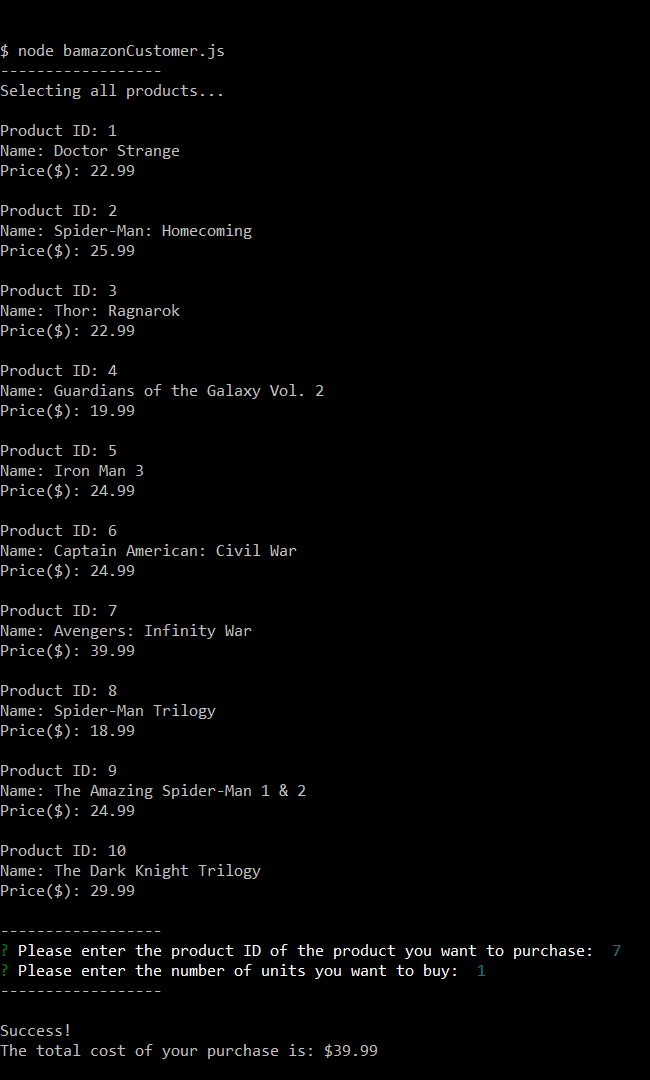 $ node bamazonCustomer.js
------------------
Selecting all products...
Product ID: 1
Name: Doctor Strange
Price($): 22.99
Product ID: 2
Name: Spider-Man: Homecoming
Price($): 25.99
Product ID: 3
Name: Thor: Ragnarok
Price($): 22.99
Product ID: 4
Name: Guardians of the Galaxy Vol. 2
Price($): 19.99
Product ID: 5
Name: Iron Man 3
Price($): 24.99
Product ID: 6
Name: Captain American: Civil War
Price($): 24.99
Product ID: 7
Name: Avengers: Infinity War
Price($): 39.99
Product ID: 8
Name: Spider-Man Trilogy
Price($): 18.99
Product ID: 9
Name: The Amazing Spider-Man 1 & 2
Price($): 24.99
Product ID: 10
Name: The Dark Knight Trilogy
Price($): 29.99
------------------
? Please enter the product ID of the product you want to purchase:  7
? Please enter the number of units you want to buy:  1
------------------
Success!
The total cost of your purchase is: $39.99